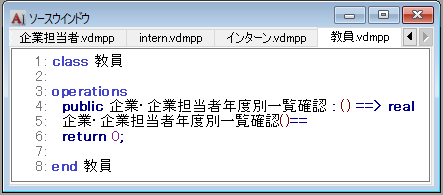 ソースウインドウ
企業担当者.vdmpp intern.vdmpp インターン.vdmpp 教員.vdmpp
1: class 教員
2:
3: operations
4: public 企業・企業担当者年度別一覧確認 : () ==> real
5: 企業・企業担当者年度別一覧確認()==
6: return 0;
7:
8: end 教員